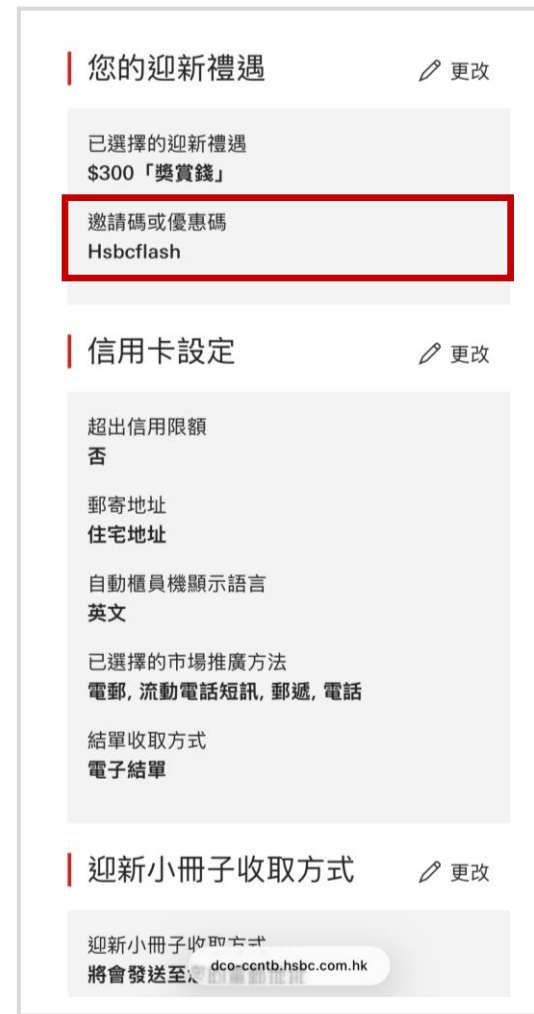 您的迎新禮遇
更改
已選擇的迎新禮遇
$300「獎賞錢」
邀請碼或優惠碼
Hsbcflash
信用卡設定
更改
超出信用限額
否
郵寄地址
住宅地址
自動櫃員機顯示語言
英文
已選擇的市場推廣方法
電郵, 流動電話短訊, 郵遞, 電話
結單收取方式
電子結單
迎新小冊子收取方式
更改
迎新小冊子收取方式
將會發送至
dco-ccntb.hsbc.com.hk